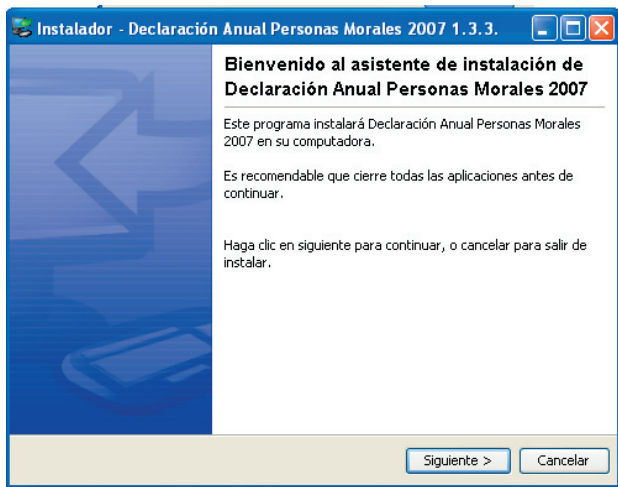 Instalador - Declaración Anual Personas Morales 2007 1.3.3.
Bienvenido al asistente de instalación de
Declaración Anual Personas Morales 2007
Este programa instalará Declaración Anual Personas Morales
2007 en su computadora.
Es recomendable que cierre todas las aplicaciones antes de
continuar.
Haga clic en siguiente para continuar, o cancelar para salir de
instalar.
Siguiente >
Cancelar